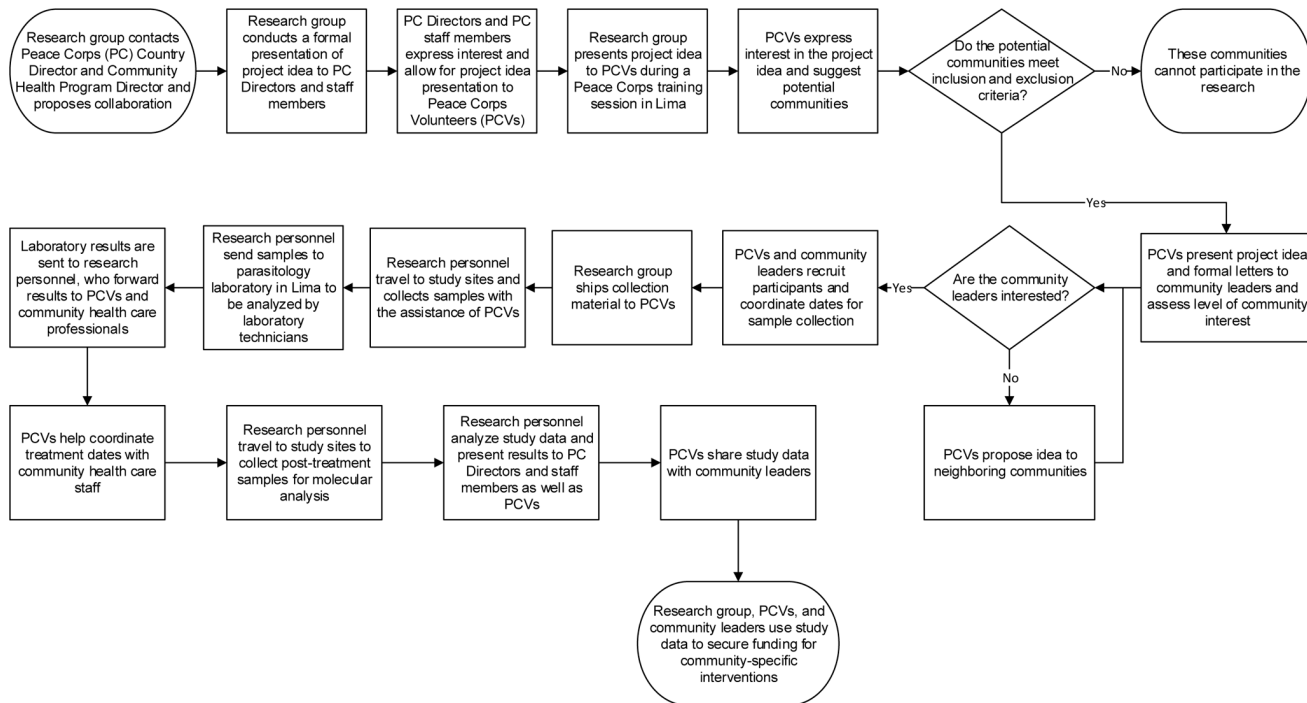 Research group contacts
Peace Corps (PC) Country
Director and Community
Health Program Director and
proposes collaboration
Research group
conducts a formal
presentation of
project idea to PC
Directors and staff
members
PC Directors and PC
staff members
express interest and
allow for project idea
presentation to
Peace Corps
Volunteers (PCVs)
Research group
presents project idea
to PCVs during a
Peace Corps training
session in Lima
PCVs express
interest in the project
idea and suggest
potential
communities
Do the potential
communities meet
inclusion and exclusion
criteria?
No
These communities
cannot participate in the
research
Yes
PCVs present project idea
and formal letters to
community leaders and
assess level of community
interest
Are the community
leaders interested?
Yes
No
PCVs propose idea to
neighboring communities
PCVs and community
leaders recruit
participants and
coordinate dates for
sample collection
Research group
ships collection
material to PCVs
Research personnel
travel to study sites and
collects samples with
the assistance of PCVs
Research personnel
send samples to
parasitology
laboratory in Lima to
be analyzed by
laboratory
technicians
Laboratory results are
sent to research
personnel, who forward
results to PCVs and
community health care
professionals
PCVs help coordinate
treatment dates with
community health care
staff
Research personnel
travel to study sites to
collect post-treatment
samples for molecular
analysis
Research personnel
analyze study data and
present results to PC
Directors and staff
members as well as
PCVs
PCVs share study data
with community leaders
Research group, PCVs, and
community leaders use study
data to secure funding for
community-specific
interventions